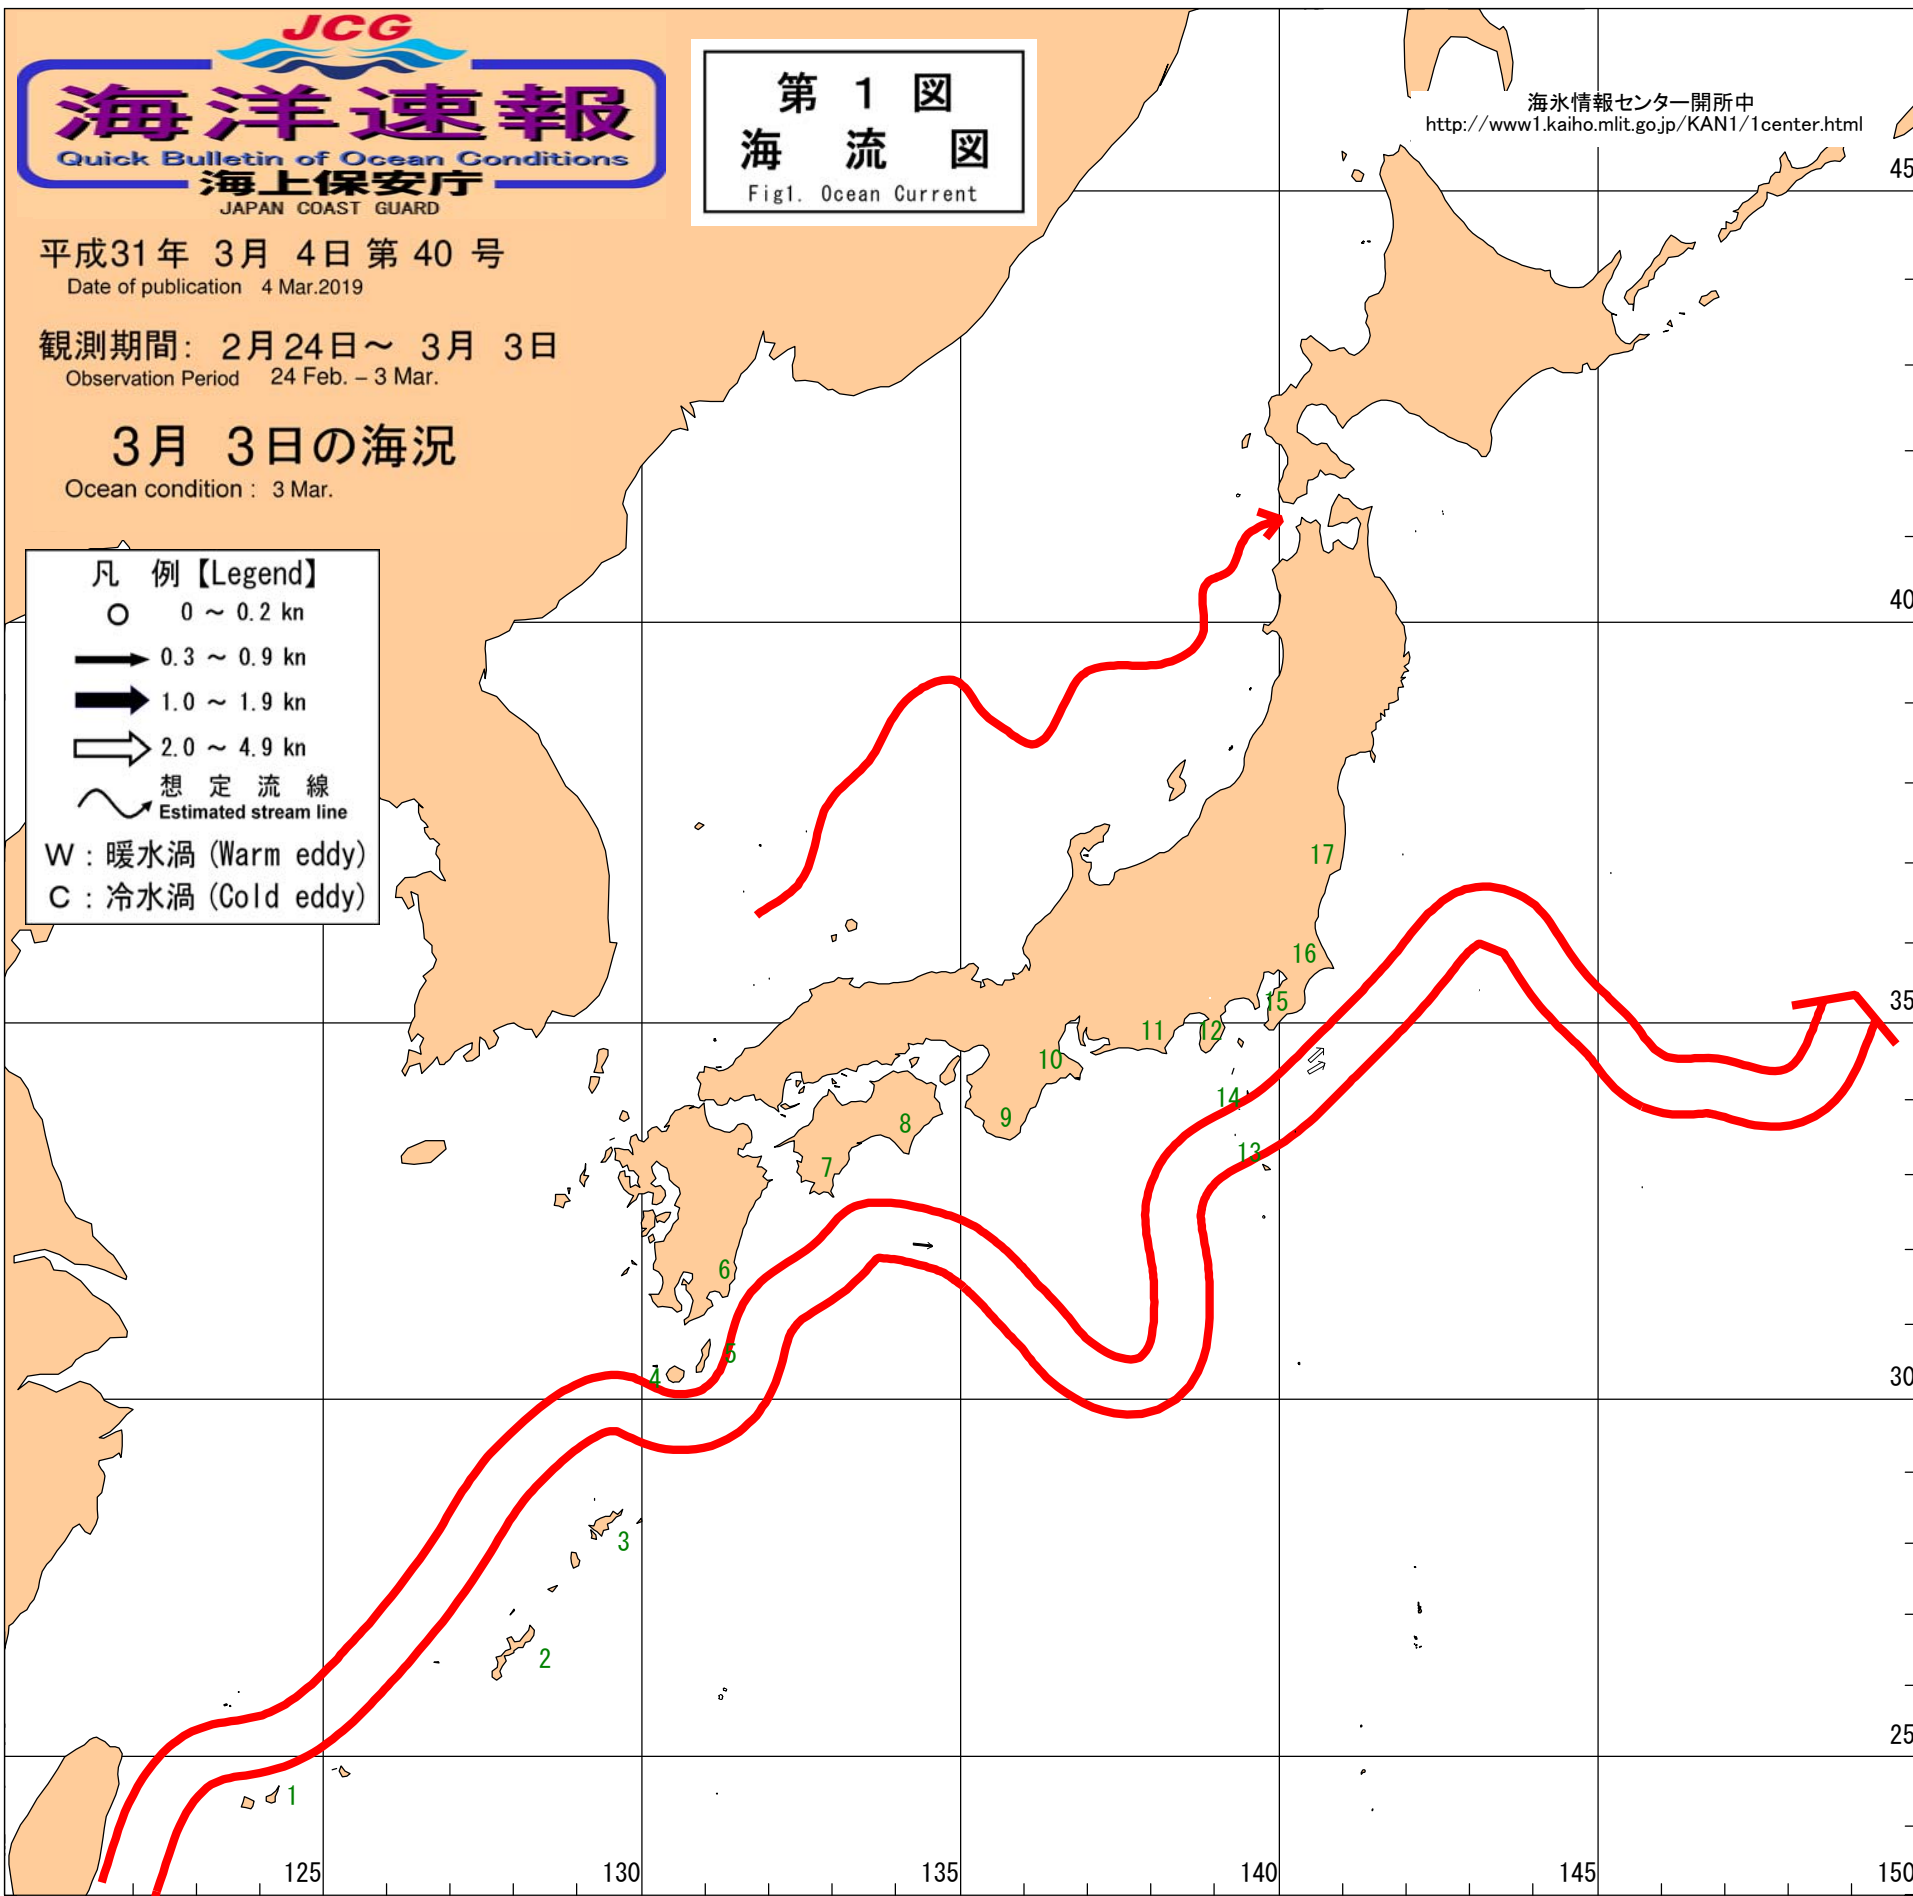 JCG
海洋速報
Quick Bulletin of Ocean Conditions
海上保安庁
JAPAN COAST GUARD
第 1 図
海 流 図
Fig1. Ocean Current
海氷情報センター開所中
http://www1.kaiho.mlit.go.jp/KAN1/1center.html
平成31年 3月 4日 第 40 号
Date of publication 4 Mar.2019
観測期間: 2月24日～ 3月 3日
Observation Period 24 Feb. – 3 Mar.
3月 3日の海況
Ocean condition : 3 Mar.
凡 例【Legend】
0 ～ 0.2 kn
0.3 ～ 0.9 kn
1.0 ～ 1.9 kn
2.0 ～ 4.9 kn
想 定 流 線
Estimated stream line
W : 暖水渦 (Warm eddy)
C : 冷水渦 (Cold eddy)
45
40
35
30
25
17
16
15
12
11
10
14
9
8
13
7
6
5
4
3
2
1
125
130
135
140
145
150